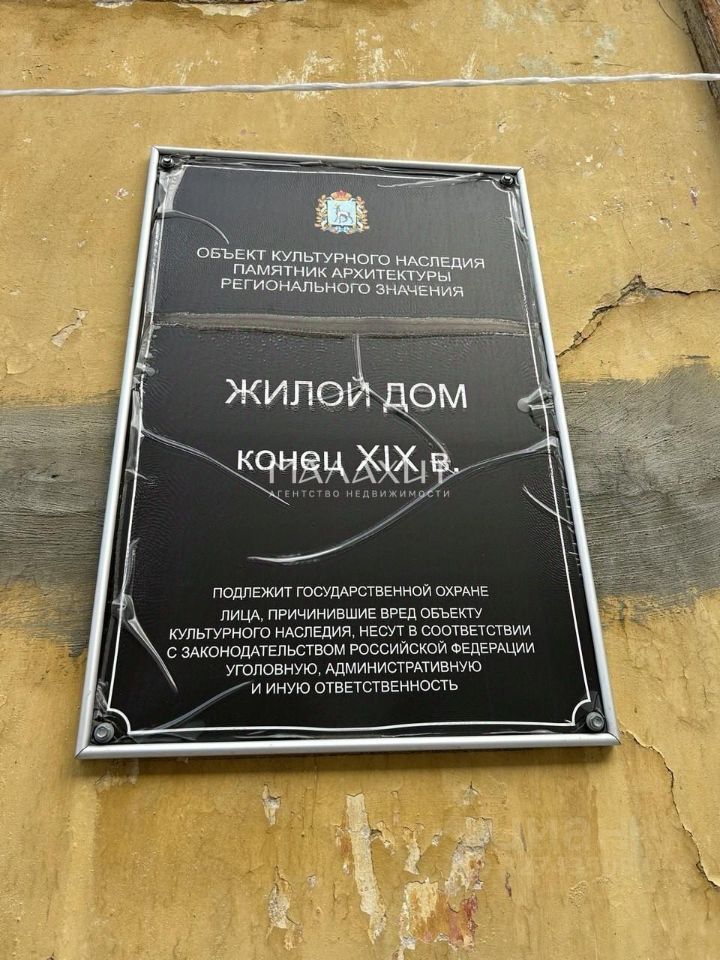 ОБЪЕКТ КУЛЬТУРНОГО НАСЛЕДИЯ
ПАМЯТНИК АРХИТЕКТУРЫ
РЕГИОНАЛЬНОГО ЗНАЧЕНИЯ
ЖИЛОЙ ДОМ
конец XIX в.
МАЛАХИТ
АГЕНТСТВО НЕДВИЖИМОСТИ
ПОДЛЕЖИТ ГОСУДАРСТВЕННОЙ ОХРАНЕ
ЛИЦА, ПРИЧИНИВШИЕ ВРЕД ОБЪЕКТУ
КУЛЬТУРНОГО НАСЛЕДИЯ, НЕСУТ В СООТВЕТСТВИИ
С ЗАКОНОДАТЕЛЬСТВОМ РОССИЙСКОЙ ФЕДЕРАЦИИ
УГОЛОВНУЮ, АДМИНИСТРАТИВНУЮ
И ИНУЮ ОТВЕТСТВЕННОСТЬ